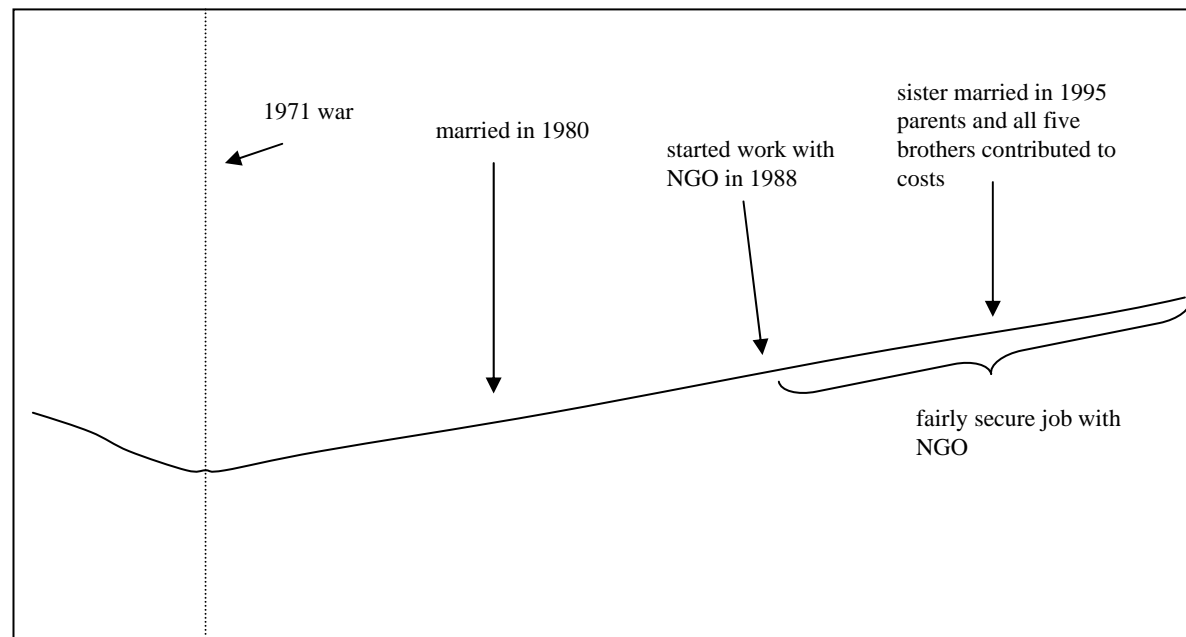 1971 war
married in 1980
started work with
NGO in 1988
sister married in 1995
parents and all five
brothers contributed to
costs
fairly secure job with
NGO